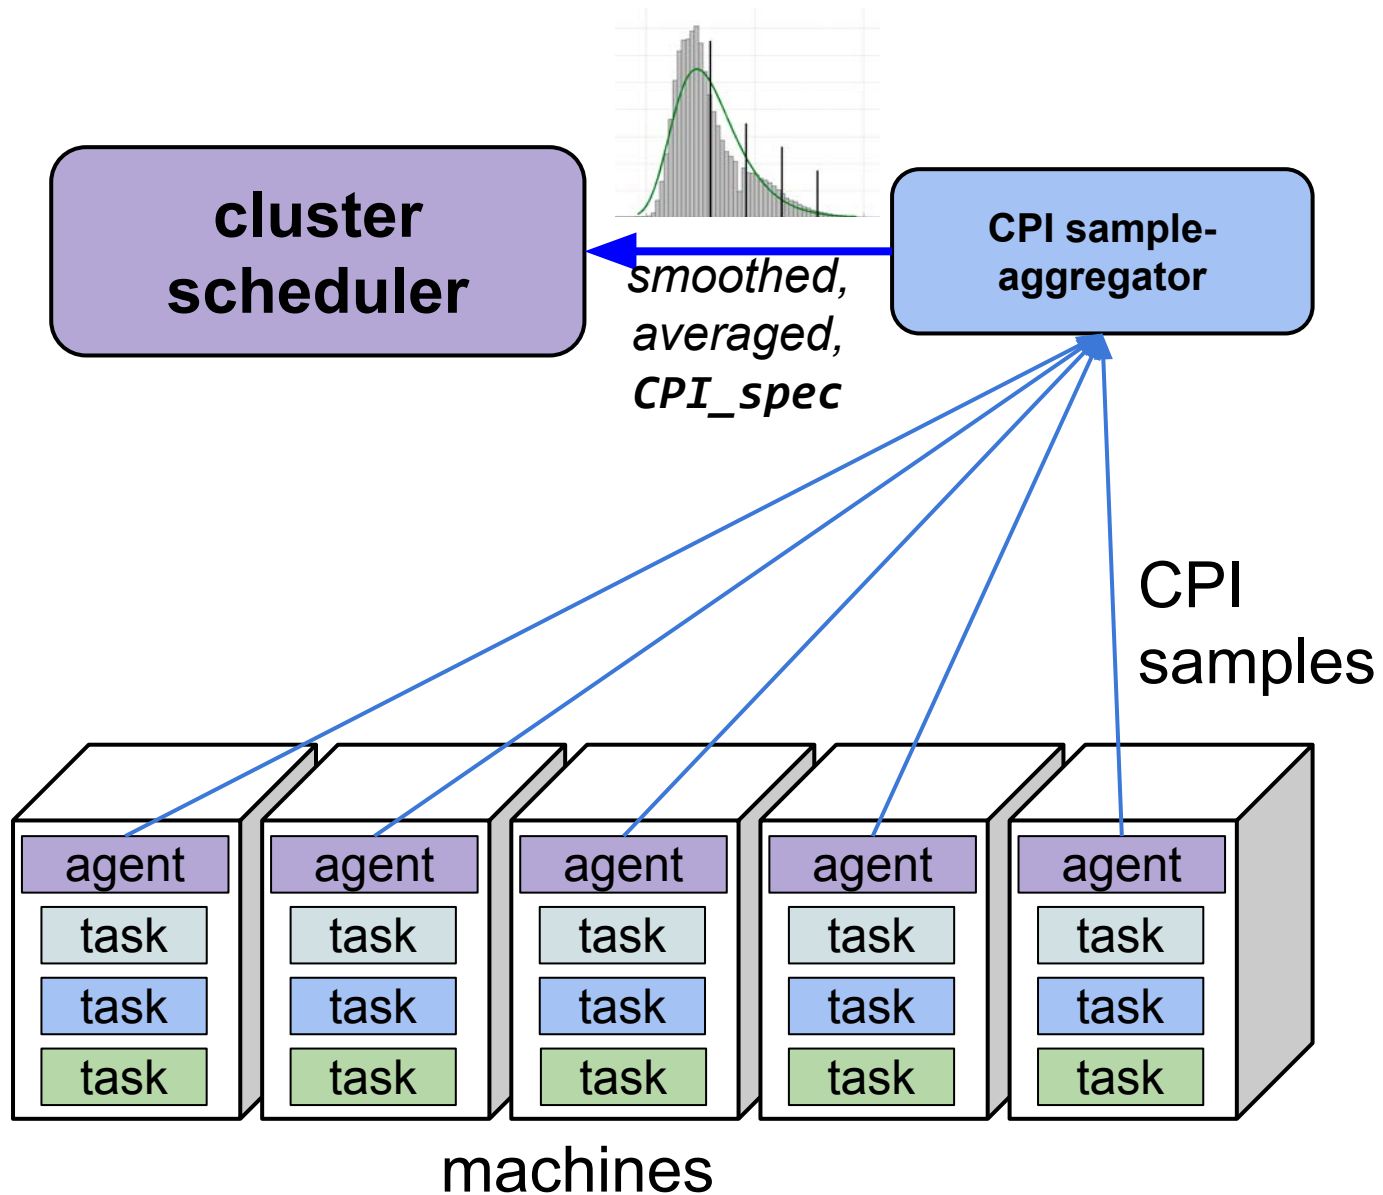 cluster
scheduler
CPI sample-
aggregator
smoothed,
averaged,
CPI_spec
CPI
samples
agent agent agent agent agent
task task task task task
task task task task task
task task task task task
machines